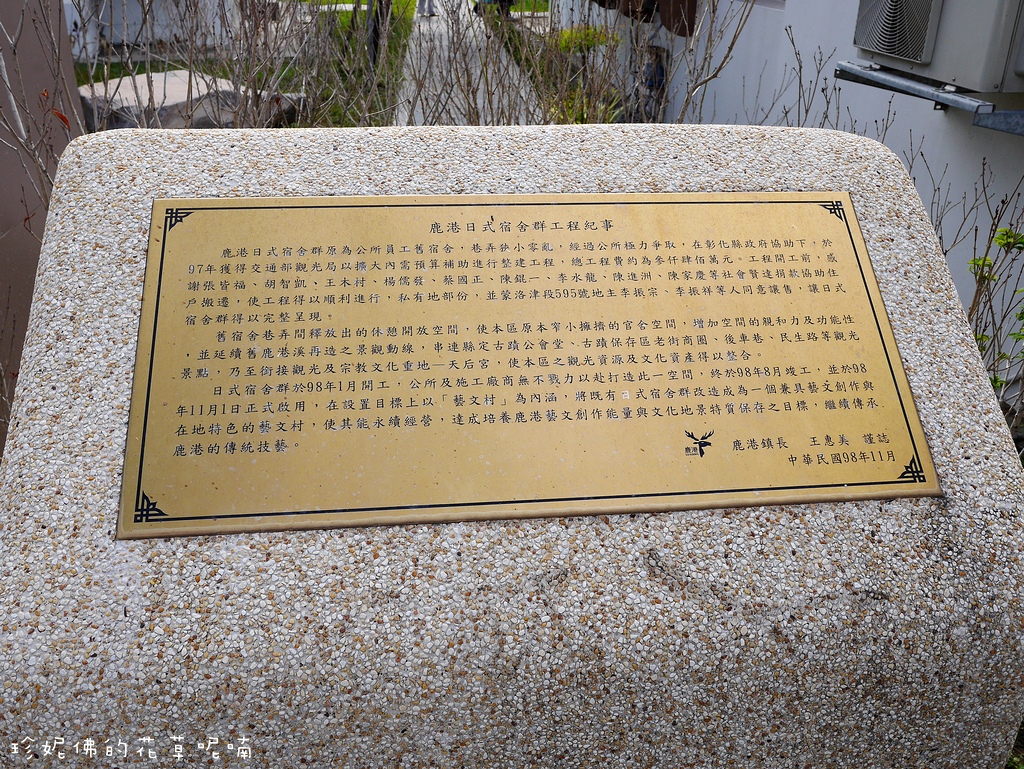 鹿港日式宿舍群工程紀事
鹿港日式宿舍群原為公所員工舊宿舍，巷弄狹小零亂，經過公所極力爭取，在彰化縣政府協助下，於
97年獲得交通部觀光局以擴大內需預算補助進行整建工程，總工程費約為參仟肆佰萬元。工程開工前，感
謝張皆福、胡智凱、王木村、楊儒發、蔡國正、陳錕一、李水龍、陳進洲、陳家慶等社會賢達捐款協助住
戶搬遷，使工程得以順利進行，私有地部份，並蒙洛津段595號地主李振宗、李振祥等人同意讓售，讓日式
宿舍群得以完整呈現。
舊宿舍巷弄間釋放出的休憩開放空間，使本區原本窄小擁擠的官舍空間，增加空間的親和力及功能性
，並延續舊鹿港溪再造之景觀動線，串連縣定古蹟公會堂、古蹟保存區老街商圈、後車巷、民生路等觀光
景點，乃至銜接觀光及宗教文化重地—天后宮，使本區之觀光資源及文化資產得以整合。
日式宿舍群於98年1月開工，公所及施工廠商無不戮力以赴打造此一空間，終於98年8月竣工，並於98
年11月1日正式啟用，在設置目標上以「藝文村」為內涵，將既有日式宿舍群改造成為一個兼具藝文創作與
在地特色的藝文村，使其能永續經營，達成培養鹿港藝文創作能量與文化地景特質保存之目標，繼續傳承
鹿港的傳統技藝。
鹿港
鹿港鎮長 王惠美 謹誌
中華民國98年11月
珍妮佛的花草呢喃